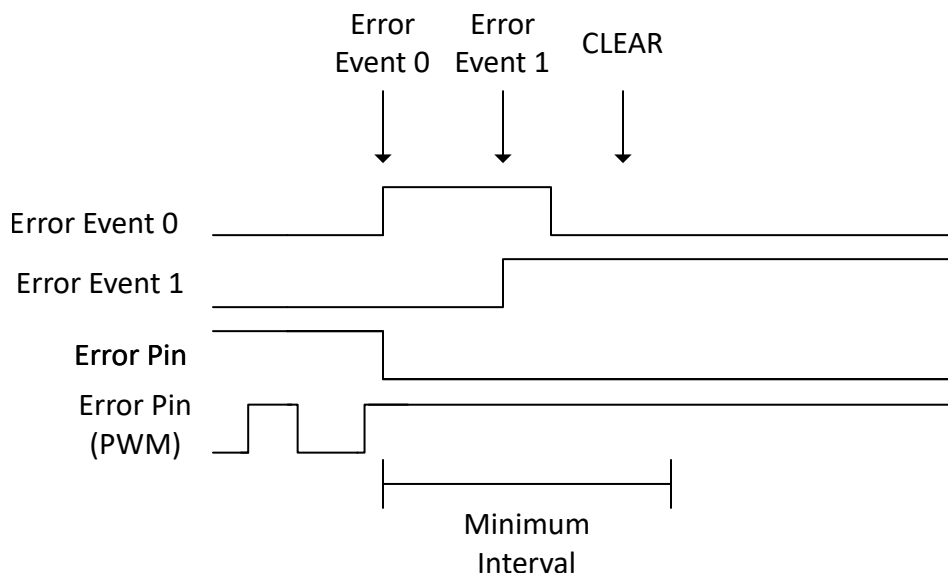 Error
Event 0
Error
Event 1
CLEAR
Error Event 0
Error Event 1
Error Pin
Error Pin
(PWM)
Minimum
Interval